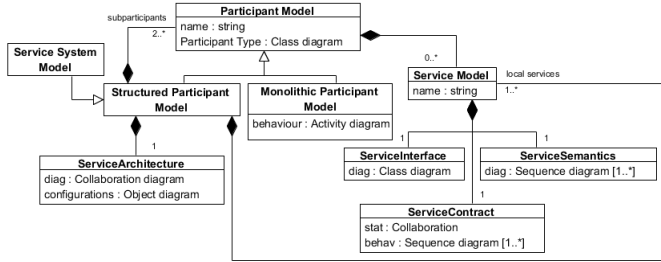 Participant Model
name : string
Participant Type : Class diagram
subparticipants
2..*
0..*
Service System
Model
Service Model
name : string
local services
1..*
Structured Participant
Model
Monolithic Participant
Model
behaviour : Activity diagram
1
1
1
ServiceArchitecture
diag : Collaboration diagram
configurations : Object diagram
ServiceInterface
diag : Class diagram
ServiceSemantics
diag : Sequence diagram [1..*]
1
ServiceContract
stat : Collaboration
behav : Sequence diagram [1..*]